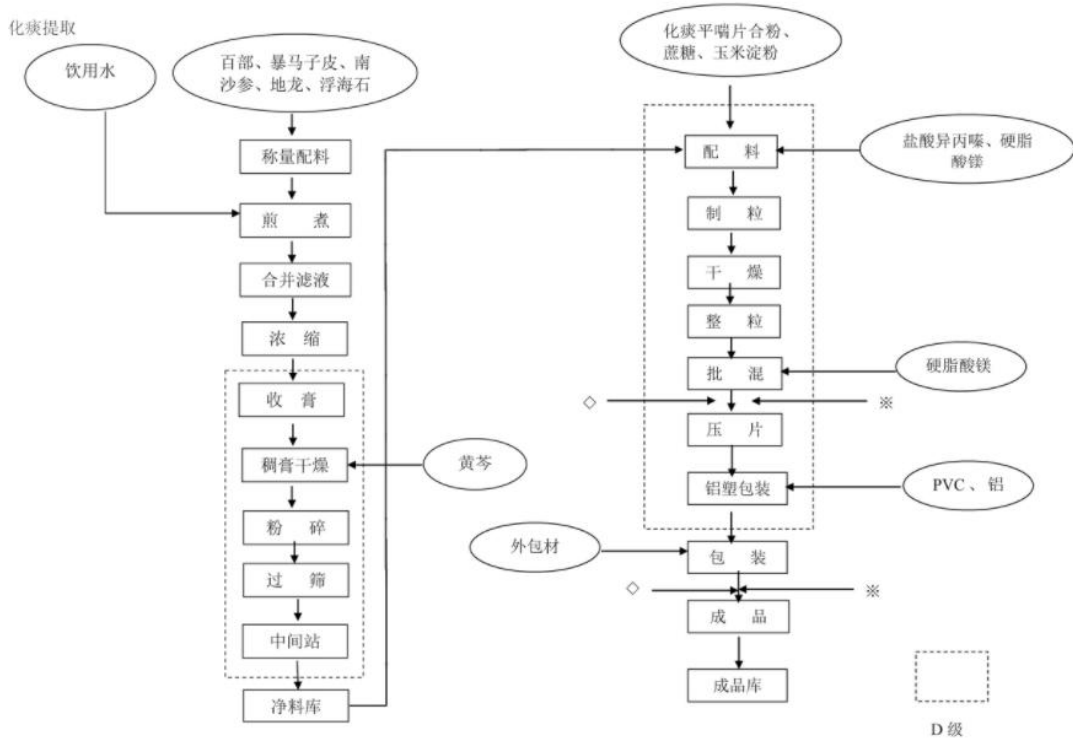 化痰提取
饮用水
百部、暴马子皮、南
沙参、地龙、浮海石
称量配料
煎 煮
合并滤液
浓 缩
收 膏
稠膏干燥
黄芩
粉 碎
过 筛
中间站
净料库
化痰平喘片合粉、
蔗糖、玉米淀粉
配 料
盐酸异丙嗪、硬脂
酸镁
制 粒
干 燥
整 粒
批 混
硬脂酸镁
◇
※
压 片
铝塑包装
PVC 、 铝
外包材
包 装
◇
※
成 品
成品库
D 级